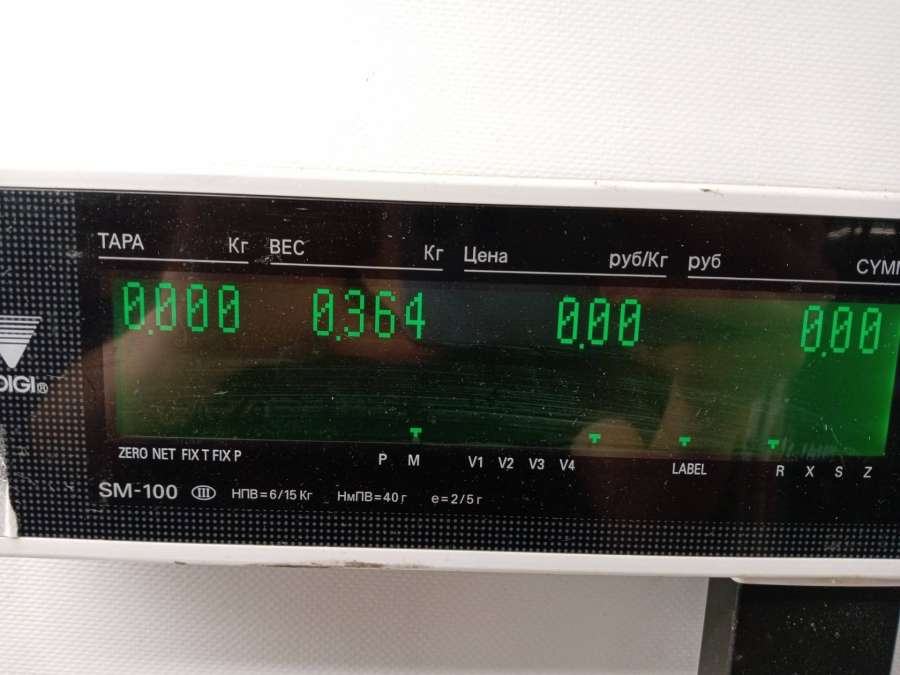 ТАРА Кг ВЕС Кг Цена руб/Кг руб СУММ
0.000 0.364 0.00 0.00
DIGI®
ZERO NET FIX T FIX P P M V1 V2 V3 V4 LABEL R X S Z
SM-100 III НПВ=6/15 Кг НмПВ=40 г e=2/5 г